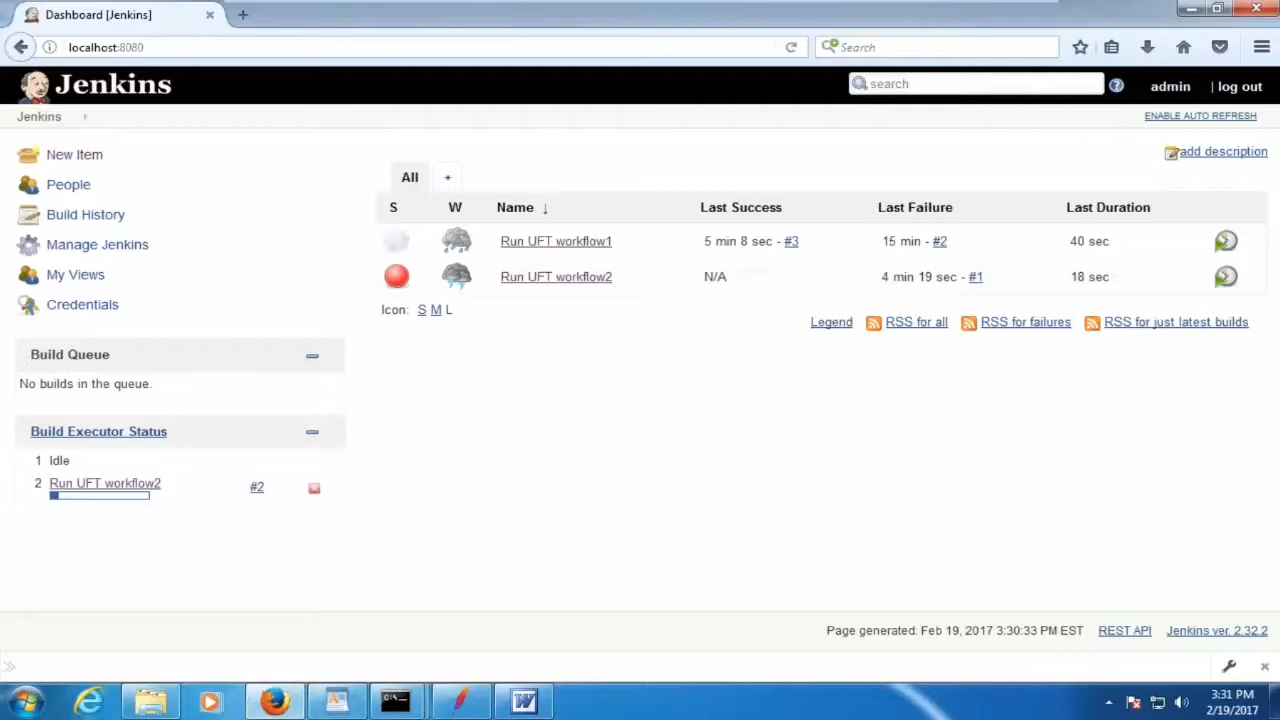 Dashboard [Jenkins]
localhost:8080
Search
Jenkins
search
admin
| log out
Jenkins
ENABLE AUTO REFRESH
New Item
People
Build History
Manage Jenkins
My Views
Credentials
Build Queue
No builds in the queue.
Build Executor Status
1 Idle
2 Run UFT workflow2 #2
add description
All +
S W Name ↓ Last Success Last Failure Last Duration
Run UFT workflow1 5 min 8 sec - #3 15 min - #2 40 sec
Run UFT workflow2 N/A 4 min 19 sec - #1 18 sec
Icon: S M L
Legend RSS for all RSS for failures RSS for just latest builds
Page generated: Feb 19, 2017 3:30:33 PM EST REST API Jenkins ver. 2.32.2
3:31 PM
2/19/2017